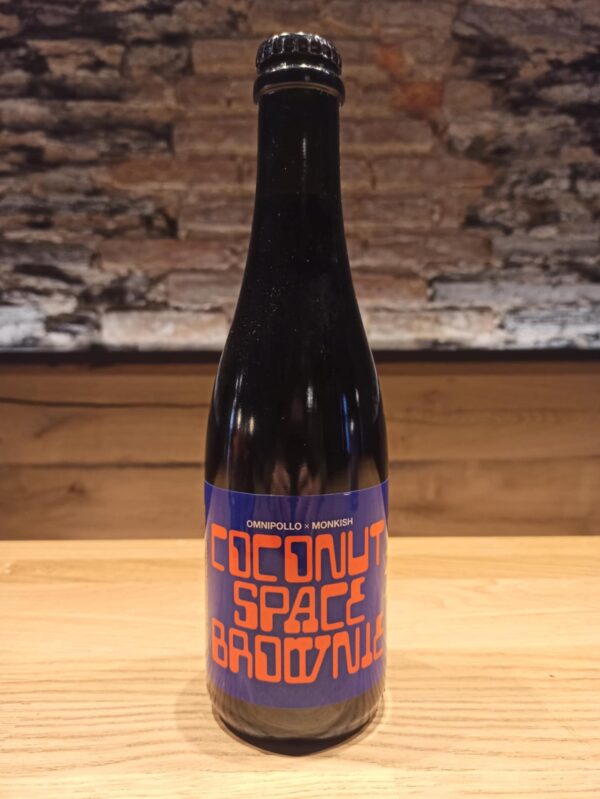 OMNIPOLLO × MONKISH
COCONUT
SPACE
BROWNIE